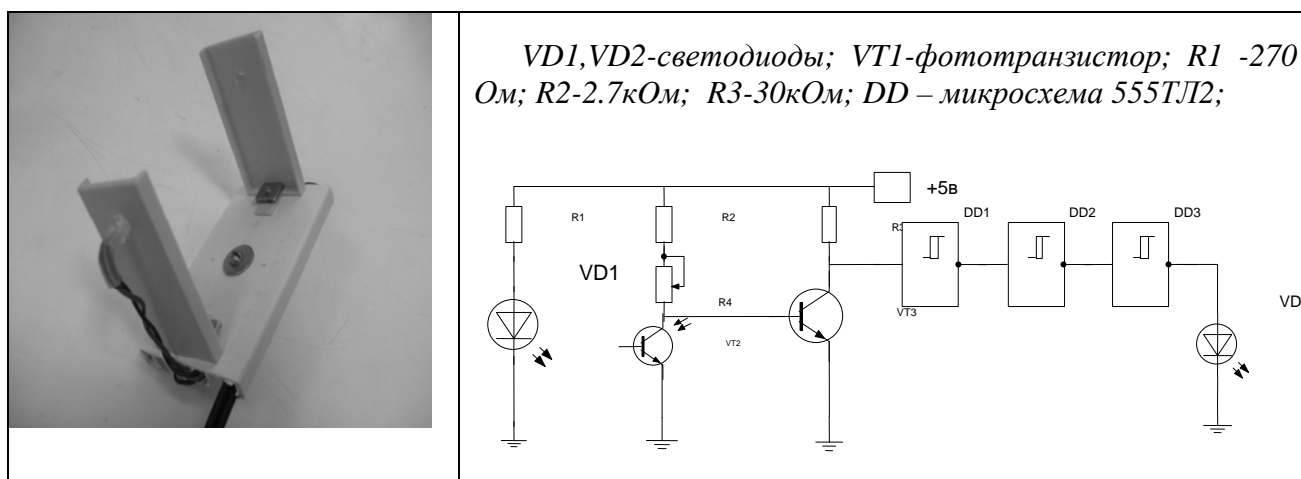 VD1,VD2-светодиоды; VT1-фототранзистор; R1 -270
Ом; R2-2.7кОм; R3-30кОм; DD – микросхема 555ТЛ2;
+5в
R1
R2
R3
DD1
DD2
DD3
VD1
R4
VT3
VD
VT2